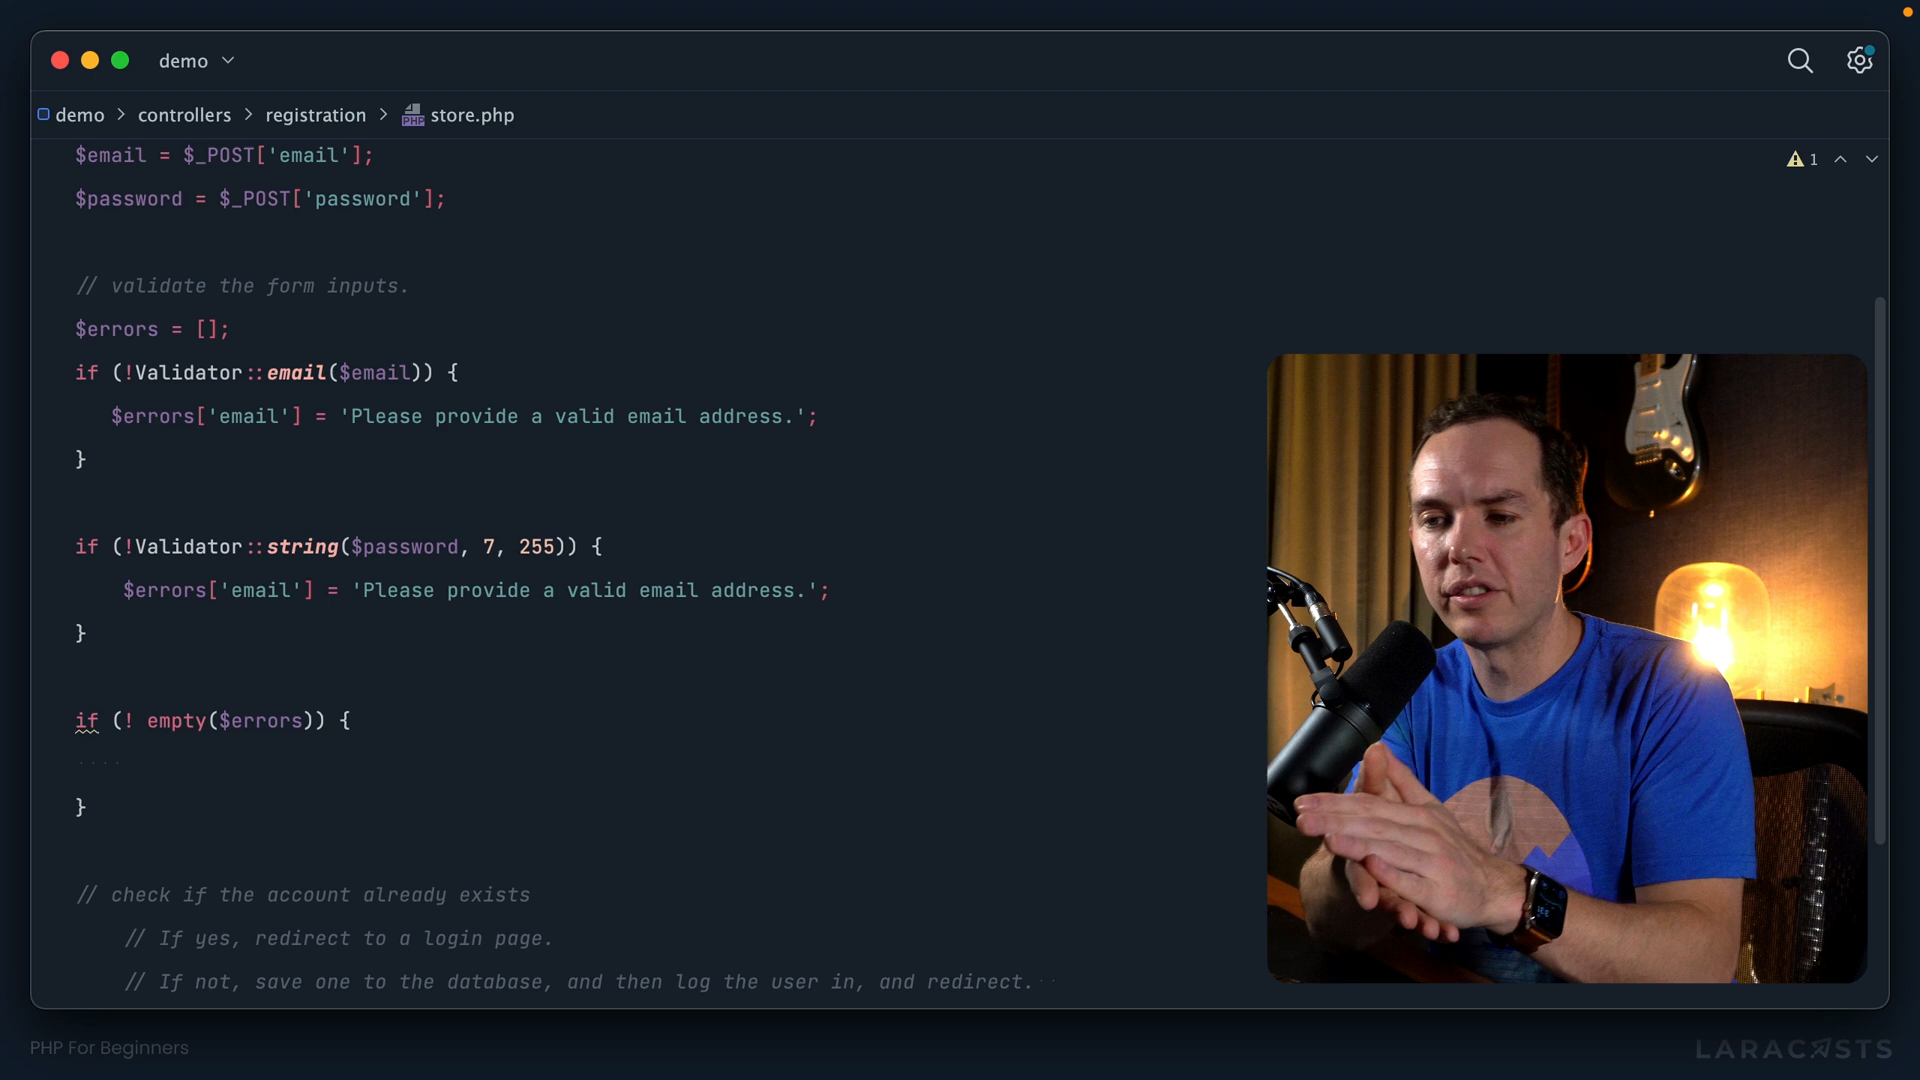 demo
demo > controllers > registration > store.php
$email = $_POST['email'];
1
$password = $_POST['password'];
// validate the form inputs.
$errors = [];
if (!Validator::email($email)) {
$errors['email'] = 'Please provide a valid email address.';
}
if (!Validator::string($password, 7, 255)) {
$errors['email'] = 'Please provide a valid email address.';
}
if (! empty($errors)) {
}
// check if the account already exists
// If yes, redirect to a login page.
// If not, save one to the database, and then log the user in, and redirect.
PHP For Beginners
LARACASTS